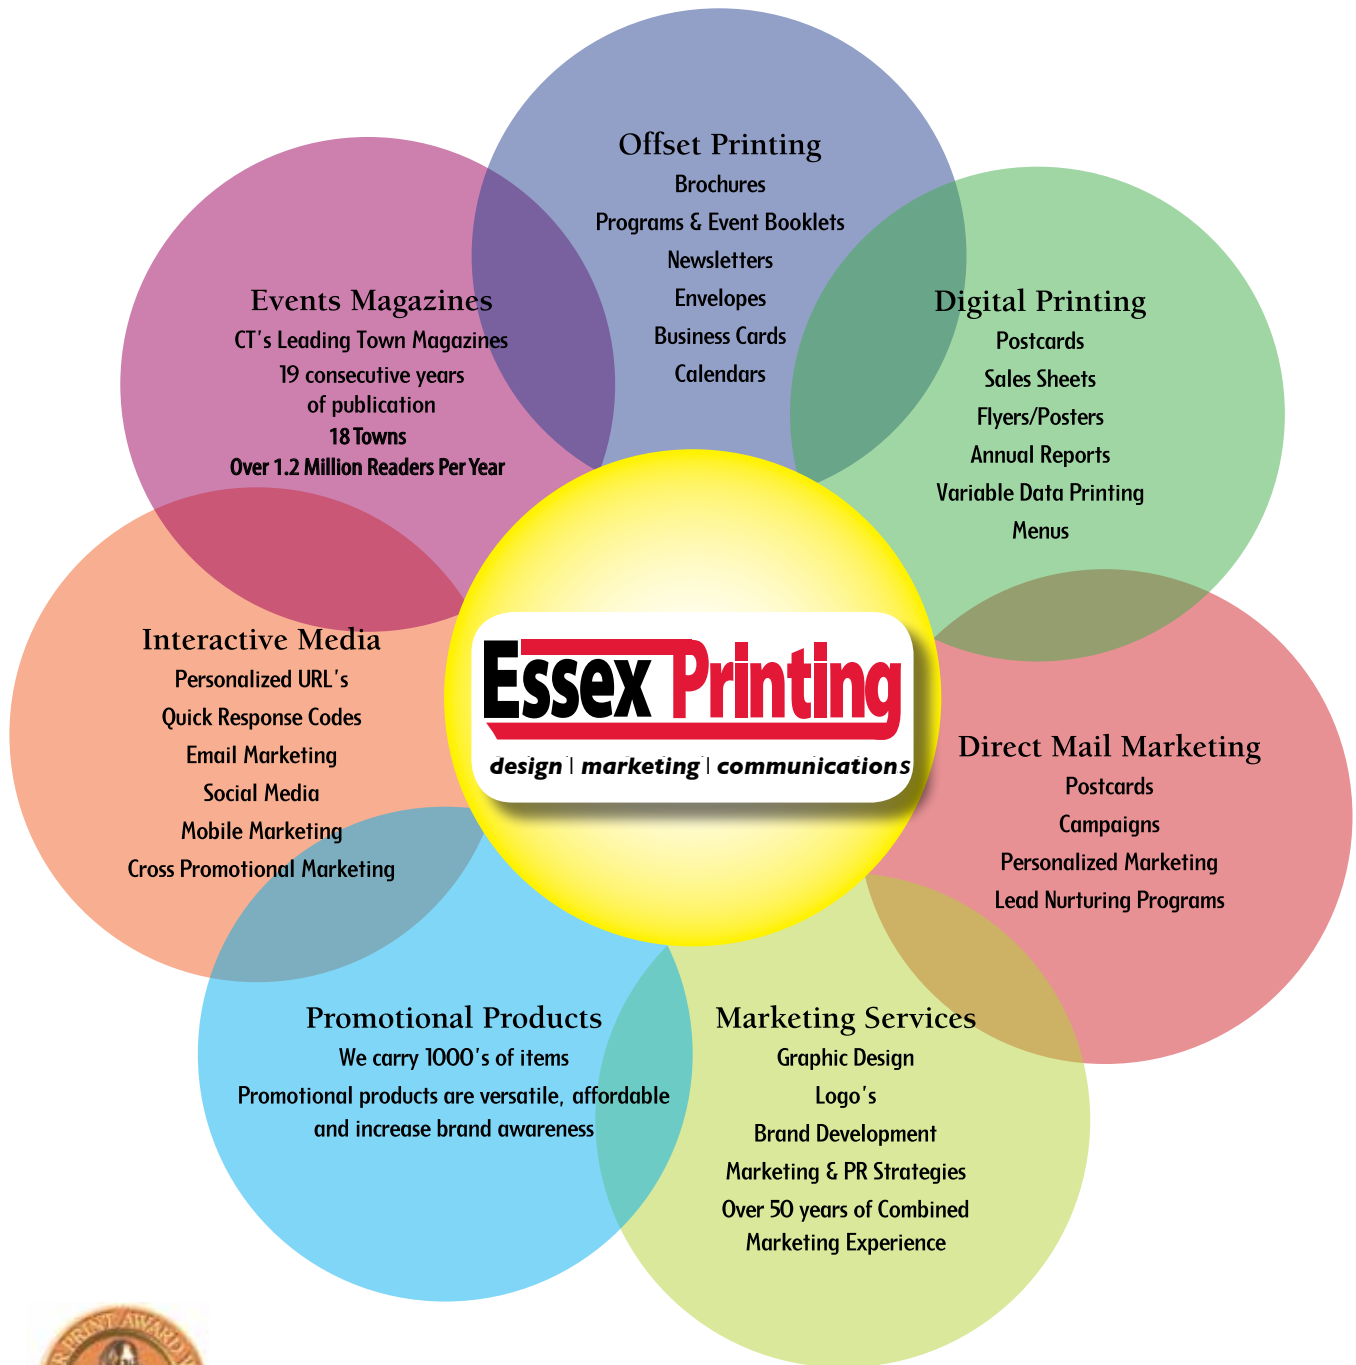 Offset Printing
Brochures
Programs & Event Booklets
Newsletters
Envelopes
Business Cards
Calendars
Digital Printing
Postcards
Sales Sheets
Flyers/Posters
Annual Reports
Variable Data Printing
Menus
Direct Mail Marketing
Postcards
Campaigns
Personalized Marketing
Lead Nurturing Programs
Marketing Services
Graphic Design
Logo's
Brand Development
Marketing & PR Strategies
Over 50 years of Combined
Marketing Experience
Promotional Products
We carry 1000's of items
Promotional products are versatile, affordable
and increase brand awareness
Interactive Media
Personalized URL's
Quick Response Codes
Email Marketing
Social Media
Mobile Marketing
Cross Promotional Marketing
Events Magazines
CT's Leading Town Magazines
19 consecutive years
of publication
18 Towns
Over 1.2 Million Readers Per Year
Essex Printing
design | marketing | communications
PRINT AWARD